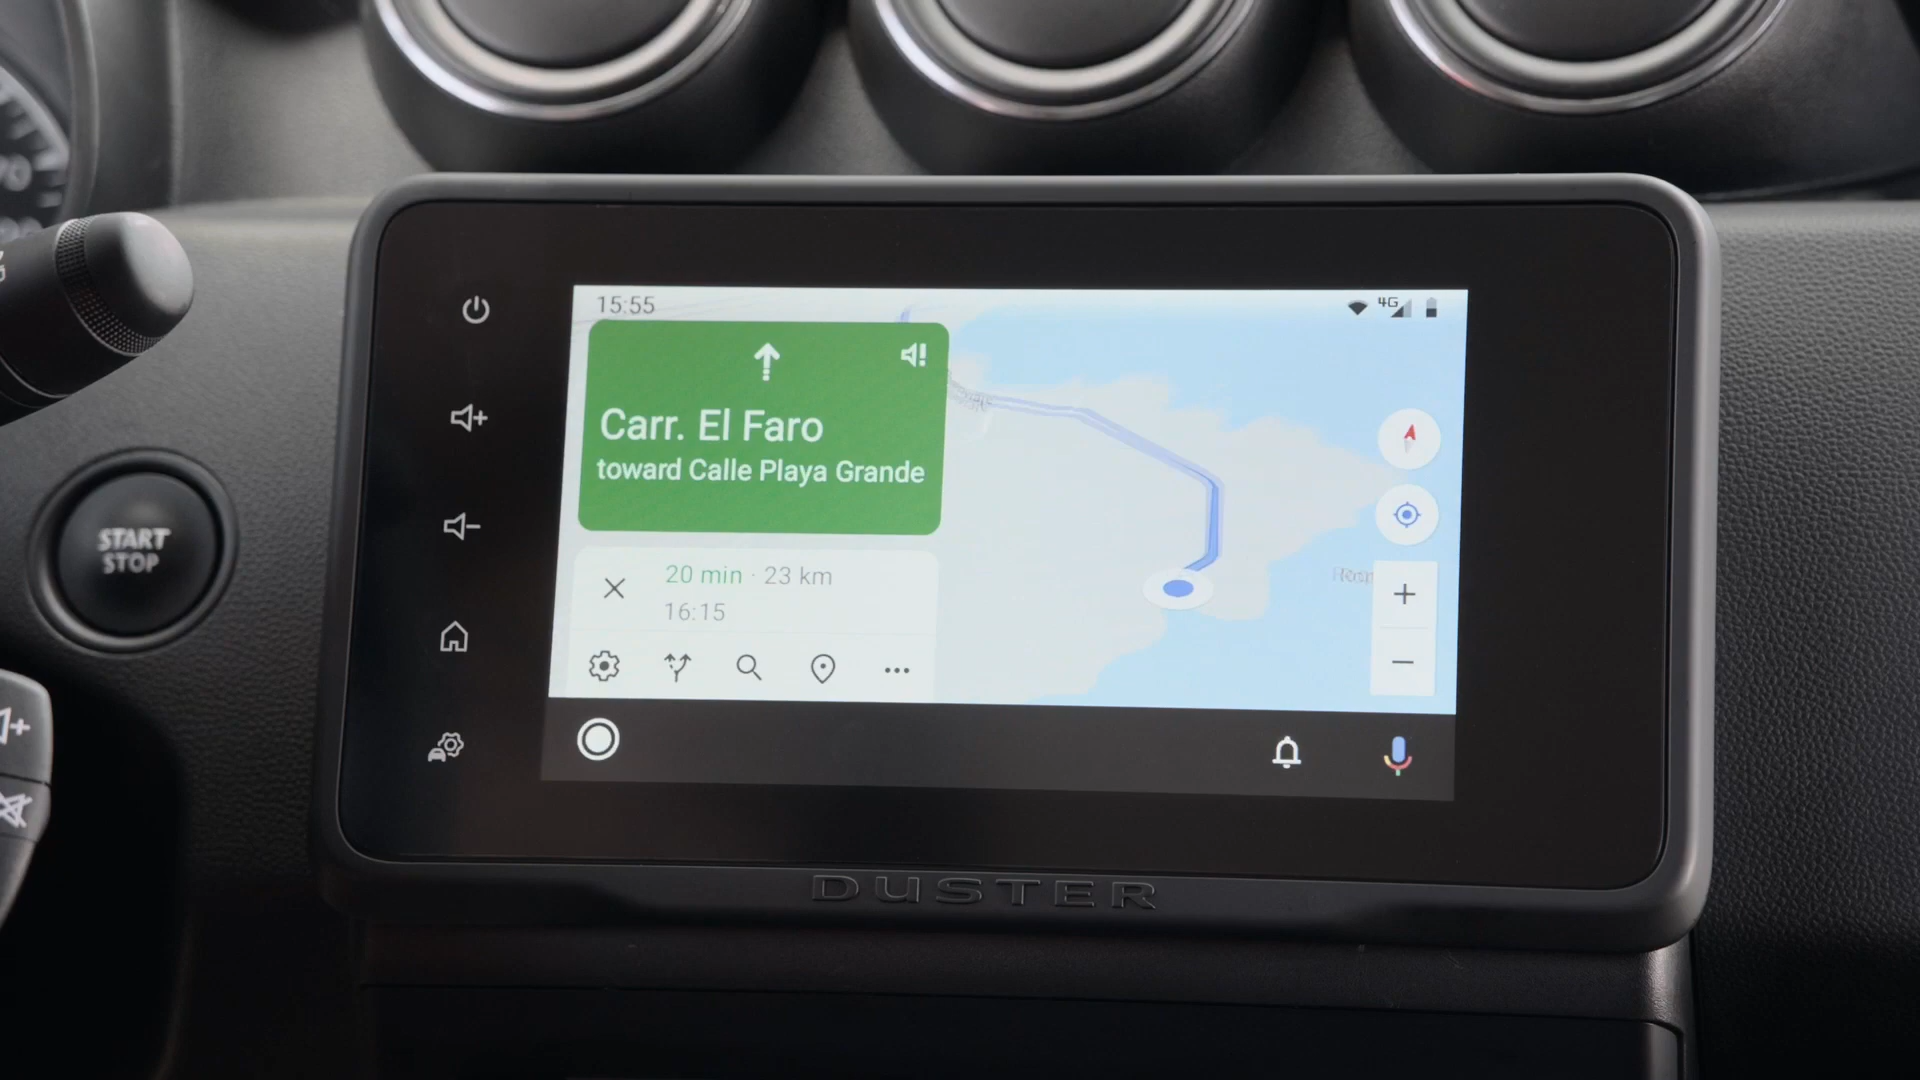 15:55
4G
Carr. El Faro
toward Calle Playa Grande
20 min · 23 km
16:15
START
STOP
DUSTER